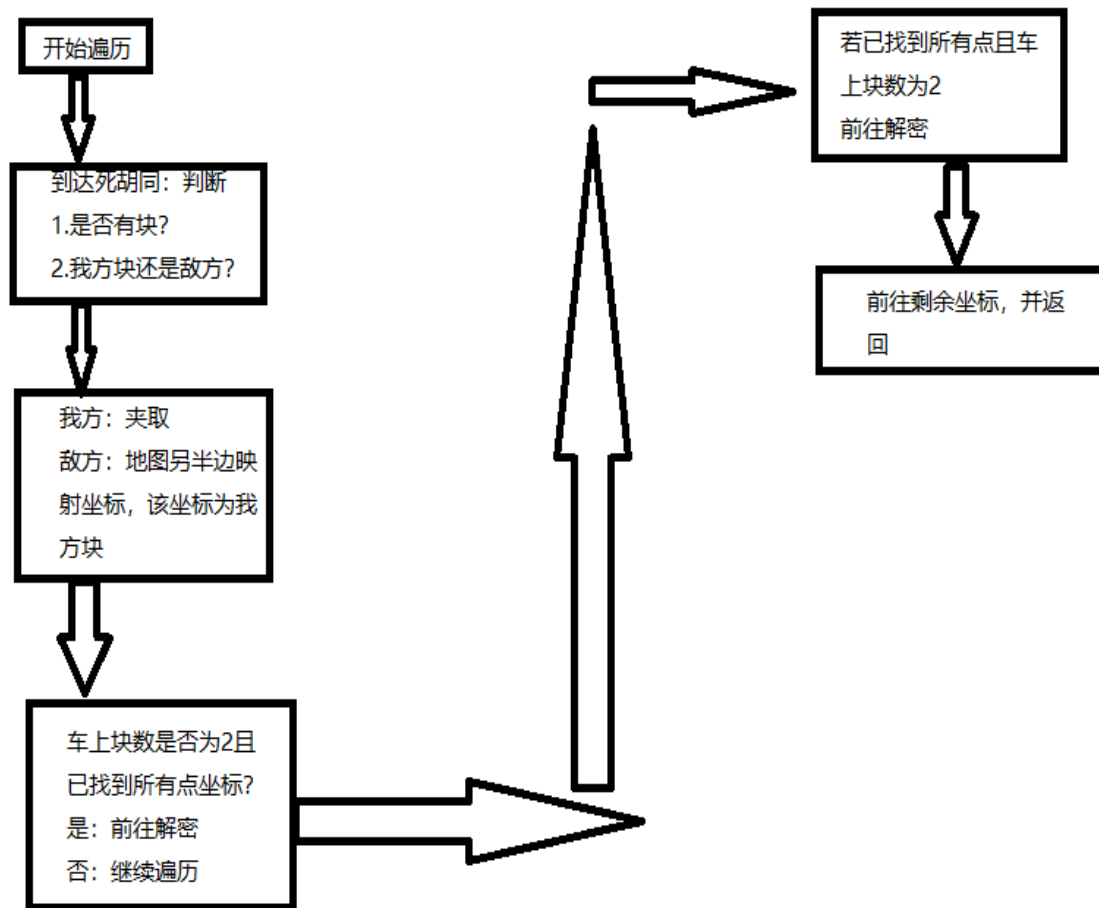 开始遍历
到达死胡同：判断
1.是否有块？
2.我方块还是敌方？
我方：夹取
敌方：地图另半边映
射坐标，该坐标为我
方块
车上块数是否为2且
已找到所有点坐标？
是：前往解密
否：继续遍历
若已找到所有点且车
上块数为2
前往解密
前往剩余坐标，并返
回